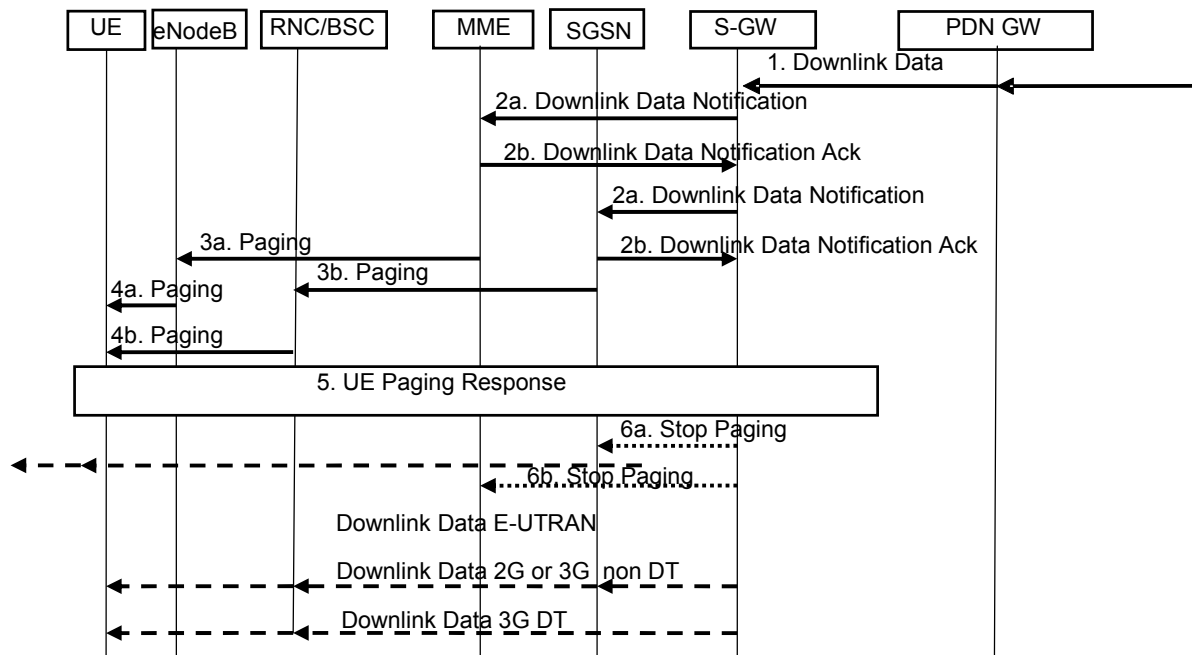 UE
eNodeB
RNC/BSC
MME
SGSN
S-GW
PDN GW
1. Downlink Data
2a. Downlink Data Notification
2b. Downlink Data Notification Ack
2a. Downlink Data Notification
3a. Paging
2b. Downlink Data Notification Ack
3b. Paging
4a. Paging
4b. Paging
5. UE Paging Response
6a. Stop Paging
6b. Stop Paging
Downlink Data E-UTRAN
Downlink Data 2G or 3G non DT
Downlink Data 3G DT